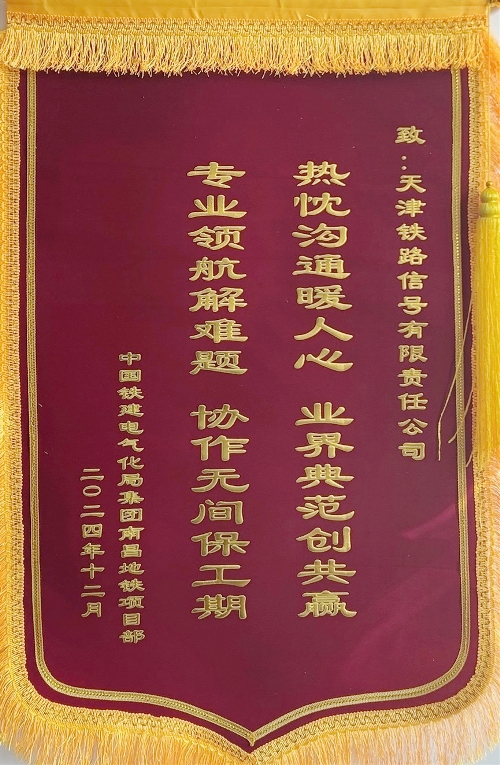 致：天津铁路信号有限责任公司
热忱沟通暖人心 业界典范创共赢
专业领航解难题 协作无间保工期
中国铁建电气化局集团南昌地铁项目部
二〇二四年十二月